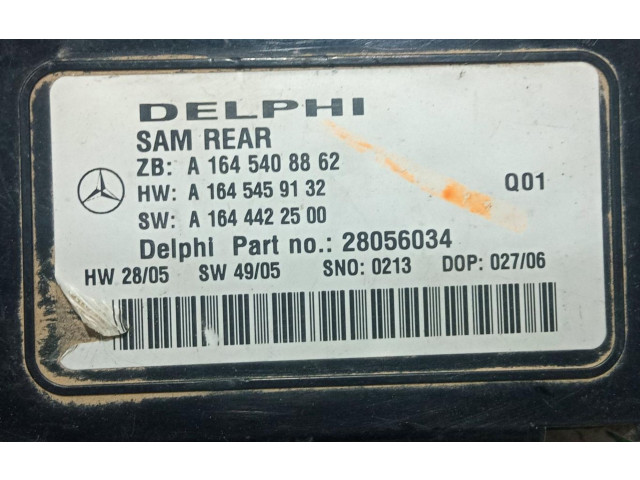 DELPHI
SAM REAR
ZB: A 164 540 88 62
HW: A 164 545 91 32 Q01
SW: A 164 442 25 00
Delphi Part no.: 28056034
HW 28/05 SW 49/05 SNO: 0213 DOP: 027/06